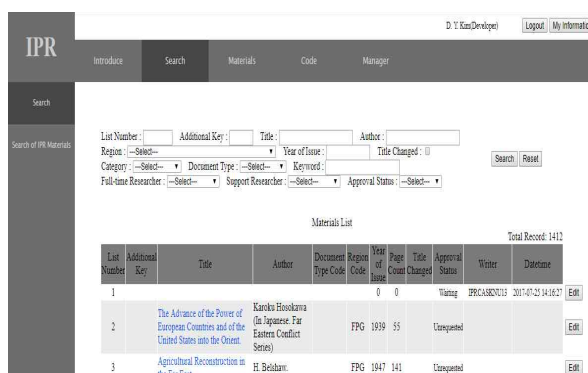 D. Y. Kim(Developer) Logout My Informatio
IPR
Introduce Search Materials Code Manager
Search
Search of IPR Materials
List Number : Additional Key : Title : Author :
Region : ---Select--- Year of Issue : Title Changed :
Category : ---Select--- Document Type : ---Select--- Keyword :
Full-time Researcher : ---Select--- Support Researcher : ---Select--- Approval Status : ---Select---
Search Reset
Materials List
Total Record: 1412
List Number Additional Key Title Author Document Type Code Region Code Year of Issue Page Count Title Changed Approval Status Writer Datetime
1 0 0 Waiting IPRCASKNU13 2017-07-25 14:16:27 Edit
2 The Advance of the Power of European Countries and of the United States into the Orient. Karoku Hosokawa (In Japanese. Far Eastern Conflict Series) FPG 1939 55 Unrequested Edit
3 Agricultural Reconstruction in the Far East H. Belshaw. FPG 1947 141 Unrequested Edit